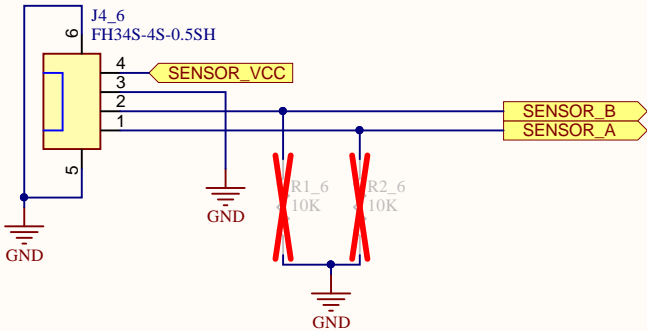 J4_6
FH34S-4S-0.5SH
6
4
SENSOR_VCC
3
2
SENSOR_B
1
SENSOR_A
5
R1_6
10K
R2_6
10K
GND
GND
GND